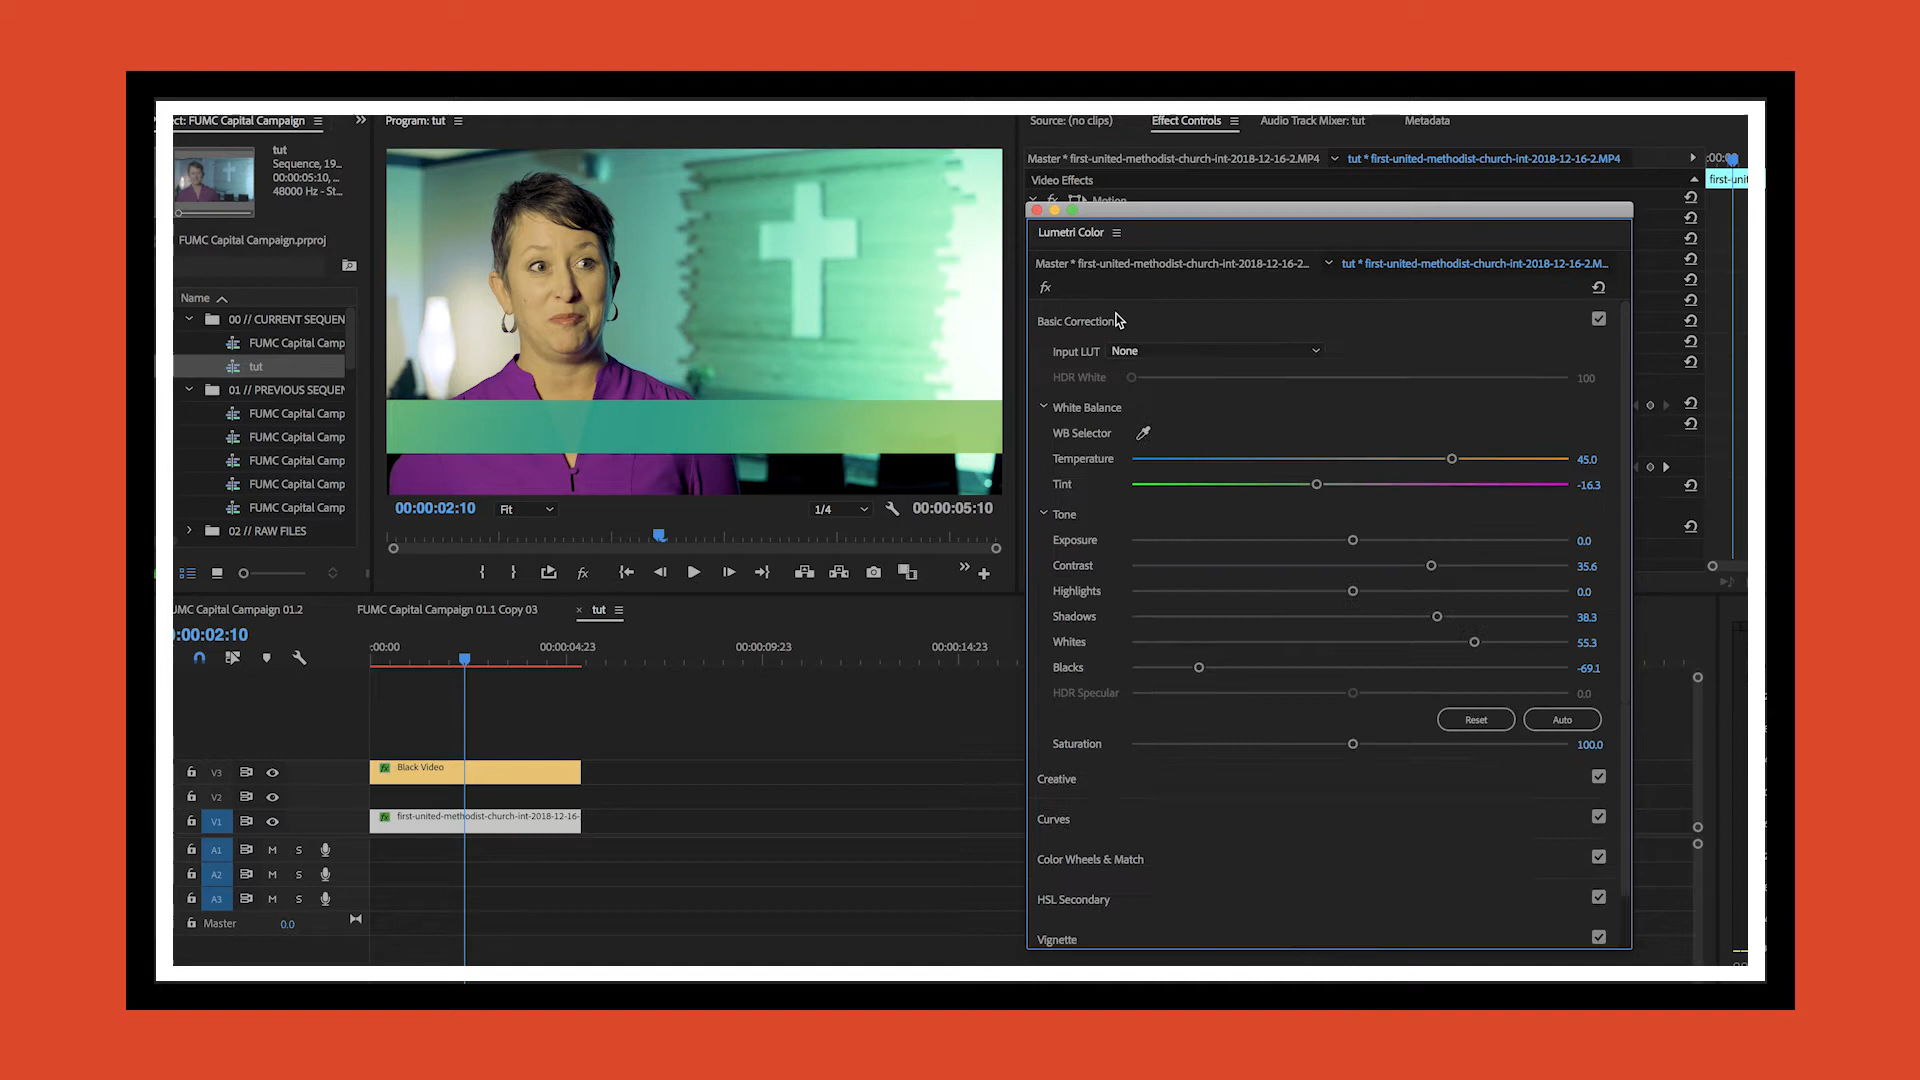 ct: FUMC Capital Campaign
Program: tut
Source: (no clips)
Effect Controls
Audio Track Mixer: tut
Metadata
tut
Sequence, 19...
00:00:05:10, ...
48000 Hz - St...
Master * first-united-methodist-church-int-2018-12-16-2.MP4
tut * first-united-methodist-church-int-2018-12-16-2.MP4
:00:00
Video Effects
first-unit
fx Motion
Lumetri Color
Master * first-united-methodist-church-int-2018-12-16-2...
tut * first-united-methodist-church-int-2018-12-16-2.M...
fx
FUMC Capital Campaign.prproj
Name
00 // CURRENT SEQUEN
FUMC Capital Camp
tut
01 // PREVIOUS SEQUEN
FUMC Capital Camp
FUMC Capital Camp
FUMC Capital Camp
FUMC Capital Camp
FUMC Capital Camp
02 // RAW FILES
Basic Correction
Input LUT None
HDR White 100
White Balance
WB Selector
Temperature 45.0
Tint -16.3
Tone
Exposure 0.0
Contrast 35.6
Highlights 0.0
Shadows 38.3
Whites 55.3
Blacks -69.1
HDR Specular 0.0
Reset
Auto
Saturation 100.0
Creative
Curves
Color Wheels & Match
HSL Secondary
Vignette
00:00:02:10
Fit
1/4
00:00:05:10
fx
UMC Capital Campaign 01.2
FUMC Capital Campaign 01.1 Copy 03
× tut
:00:00:02:10
:00:00
00:00:04:23
00:00:09:23
00:00:14:23
V3
fx Black Video
V2
V1
fx first-united-methodist-church-int-2018-12-16-
A1 M S
A2 M S
A3 M S
Master 0.0